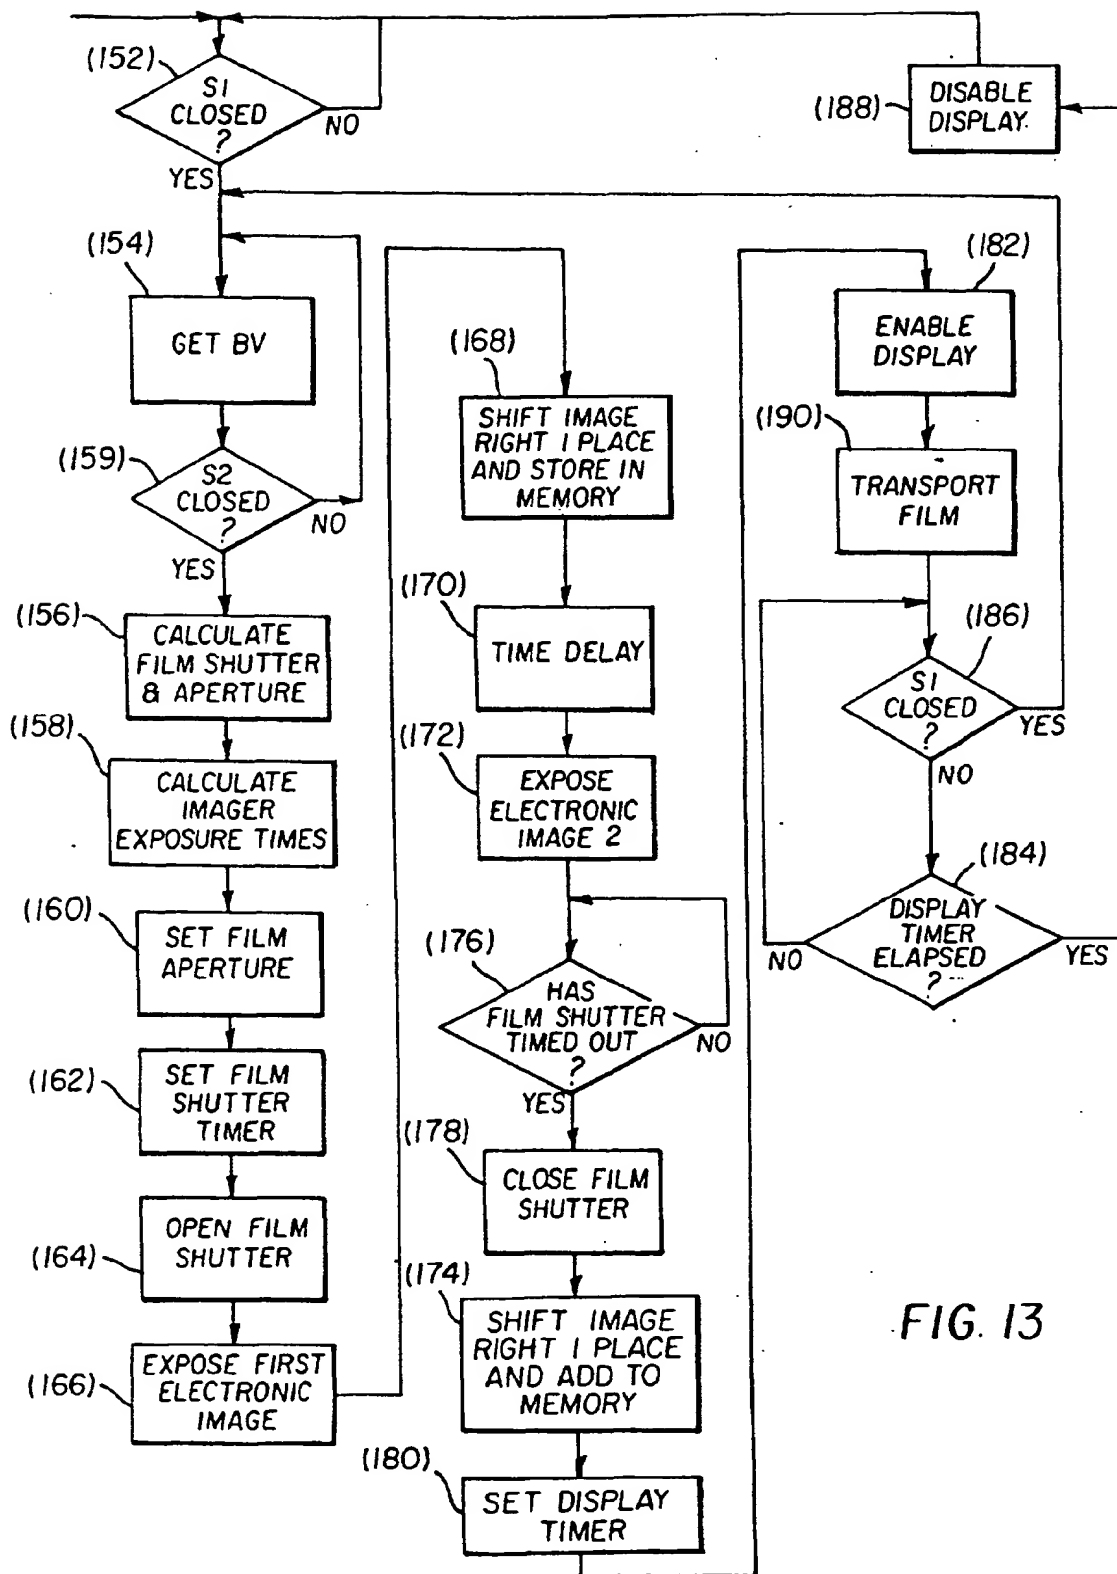 (152)
S1
CLOSED
?
NO
YES
DISABLE
DISPLAY.
(188)
(154)
GET BV
(159)
S2
CLOSED
?
NO
YES
(156)
CALCULATE
FILM SHUTTER
& APERTURE
(158)
CALCULATE
IMAGER
EXPOSURE TIMES
(160)
SET FILM
APERTURE
(162)
SET FILM
SHUTTER
TIMER
OPEN FILM
SHUTTER
(164)
EXPOSE FIRST
ELECTRONIC
IMAGE
(166)
(168)
SHIFT IMAGE
RIGHT 1 PLACE
AND STORE IN
MEMORY
(170)
TIME DELAY
(172)
EXPOSE
ELECTRONIC
IMAGE 2
(176)
HAS
FILM SHUTTER
TIMED OUT
?
NO
YES
(178)
CLOSE FILM
SHUTTER
(174)
SHIFT IMAGE
RIGHT 1 PLACE
AND ADD TO
MEMORY
(180)
SET DISPLAY
TIMER
(182)
ENABLE
DISPLAY
(190)
TRANSPORT
FILM
(186)
S1
CLOSED
?
YES
NO
(184)
DISPLAY
TIMER
ELAPSED
?
NO
YES
FIG. 13